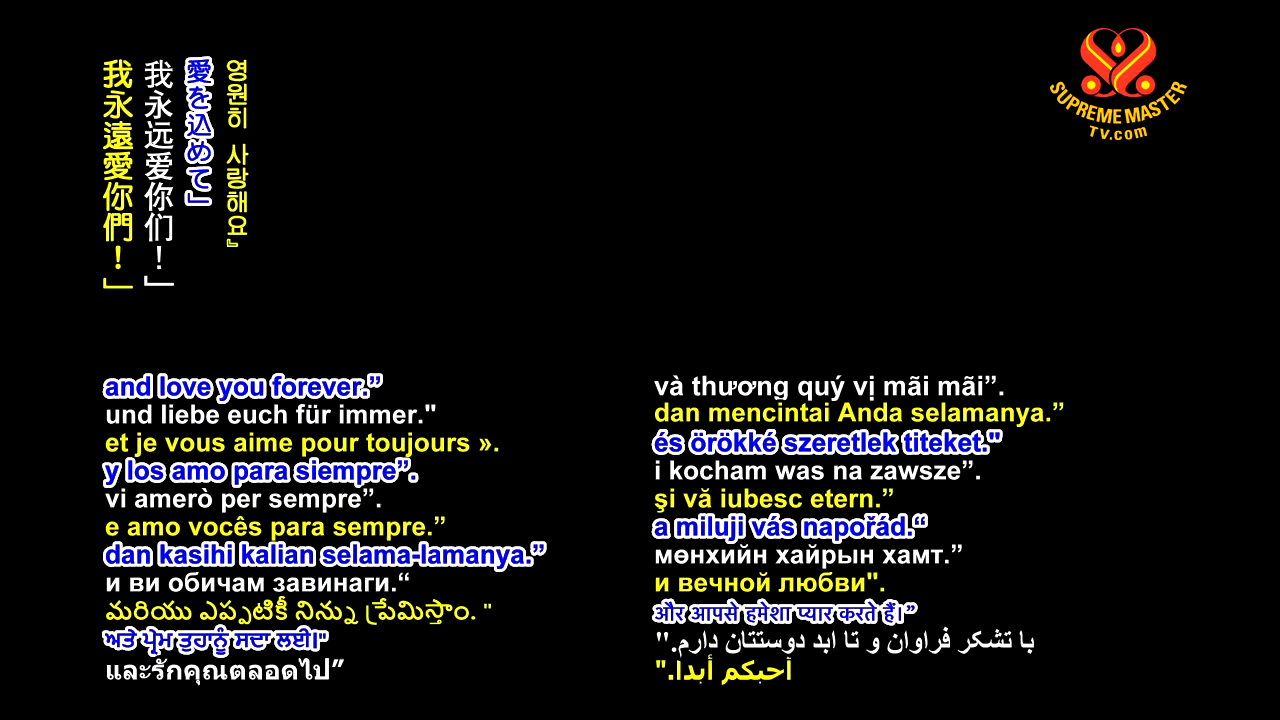 我永遠愛你們！」
我永远爱你们！」
愛を込めて」
영원히 사랑해요』
SUPREME MASTER
TV.com
and love you forever.”
und liebe euch für immer."
et je vous aime pour toujours ».
y los amo para siempre”.
vi amerò per sempre”.
e amo vocês para sempre.”
dan kasihi kalian selama-lamanya.”
и ви обичам завинаги.“
మరియు ఎప్పటికీ నిన్ను ప్రేమిస్తాం. "
ਅਤੇ ਪ੍ਰੇਮ ਤੁਹਾਨੂੰ ਸਦਾ ਲਈ।"
และรักคุณตลอดไป”
và thương quý vị mãi mãi”.
dan mencintai Anda selamanya.”
és örökké szeretlek titeket."
i kocham was na zawsze”.
şi vă iubesc etern.”
a miluji vás napořád.“
мөнхийн хайрын хамт.”
и вечной любви".
और आपसे हमेशा प्यार करते हैं।”
با تشکر فراوان و تا ابد دوستتان دارم."
أحبكم أبدا."